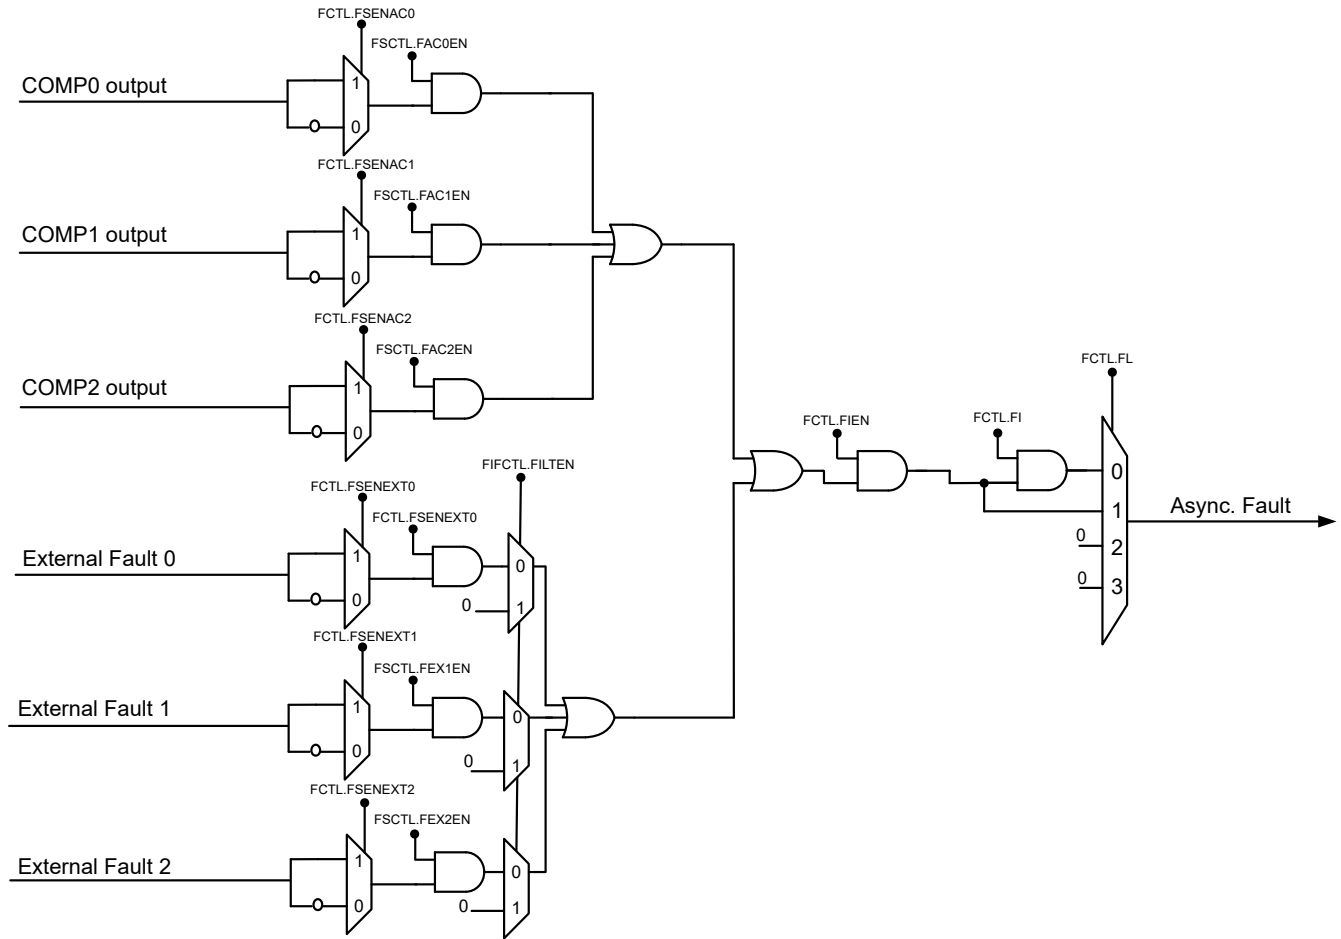 FCTL.FSENAC0
FSCTL.FAC0EN
COMP0 output
1
0
FCTL.FSENAC1
FSCTL.FAC1EN
COMP1 output
1
0
FCTL.FSENAC2
FSCTL.FAC2EN
COMP2 output
1
0
FCTL.FIEN
FCTL.FI
FCTL.FL
0
1
0
2
0
3
Async. Fault
FIFCTL.FILTEN
FCTL.FSENEXT0
FCTL.FSENEXT0
External Fault 0
1
0
0
0
1
FCTL.FSENEXT1
FSCTL.FEX1EN
External Fault 1
1
0
0
0
1
FCTL.FSENEXT2
FSCTL.FEX2EN
External Fault 2
1
0
0
0
1